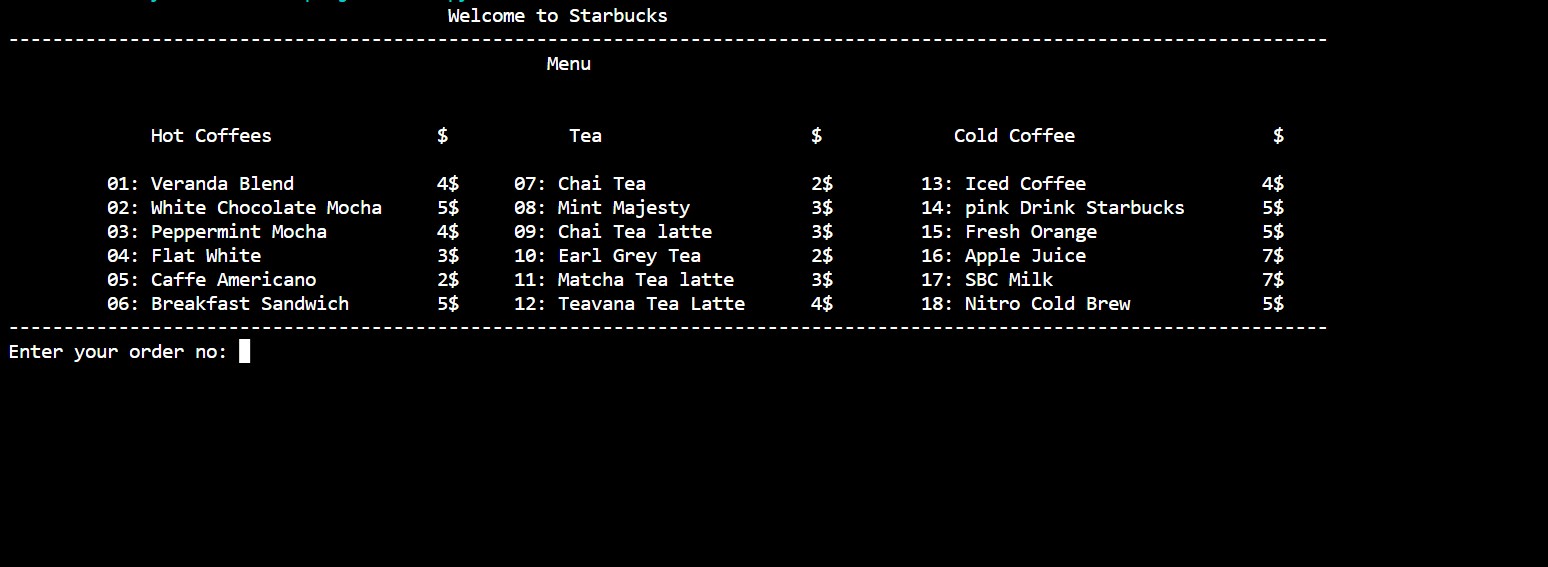 Welcome to Starbucks
------------------------------------------------------------------------------------------------------------------------
Menu
Hot Coffees $ Tea $ Cold Coffee $
01: Veranda Blend 4$ 07: Chai Tea 2$ 13: Iced Coffee 4$
02: White Chocolate Mocha 5$ 08: Mint Majesty 3$ 14: pink Drink Starbucks 5$
03: Peppermint Mocha 4$ 09: Chai Tea latte 3$ 15: Fresh Orange 5$
04: Flat White 3$ 10: Earl Grey Tea 2$ 16: Apple Juice 7$
05: Caffe Americano 2$ 11: Matcha Tea latte 3$ 17: SBC Milk 7$
06: Breakfast Sandwich 5$ 12: Teavana Tea Latte 4$ 18: Nitro Cold Brew 5$
------------------------------------------------------------------------------------------------------------------------
Enter your order no: